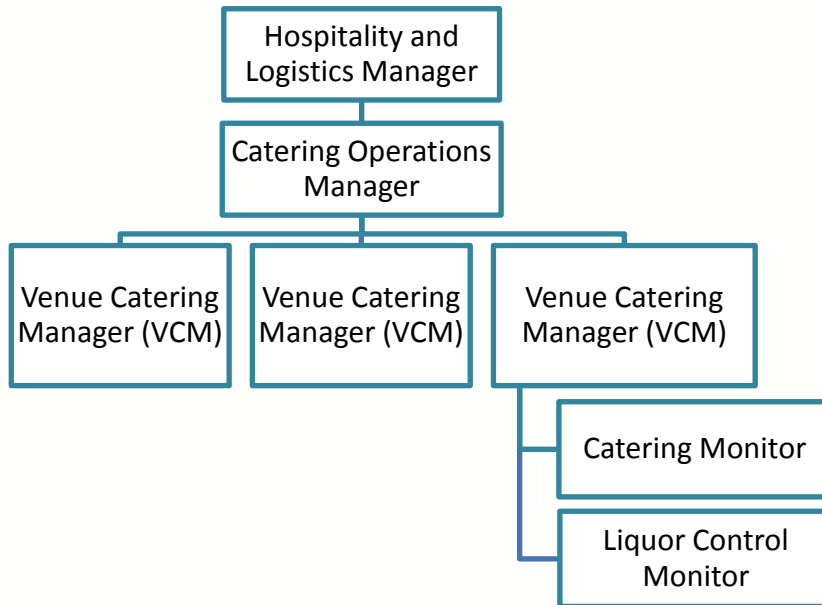 Hospitality and
Logistics Manager
Catering Operations
Manager
Venue Catering
Manager (VCM)
Venue Catering
Manager (VCM)
Venue Catering
Manager (VCM)
Catering Monitor
Liquor Control
Monitor